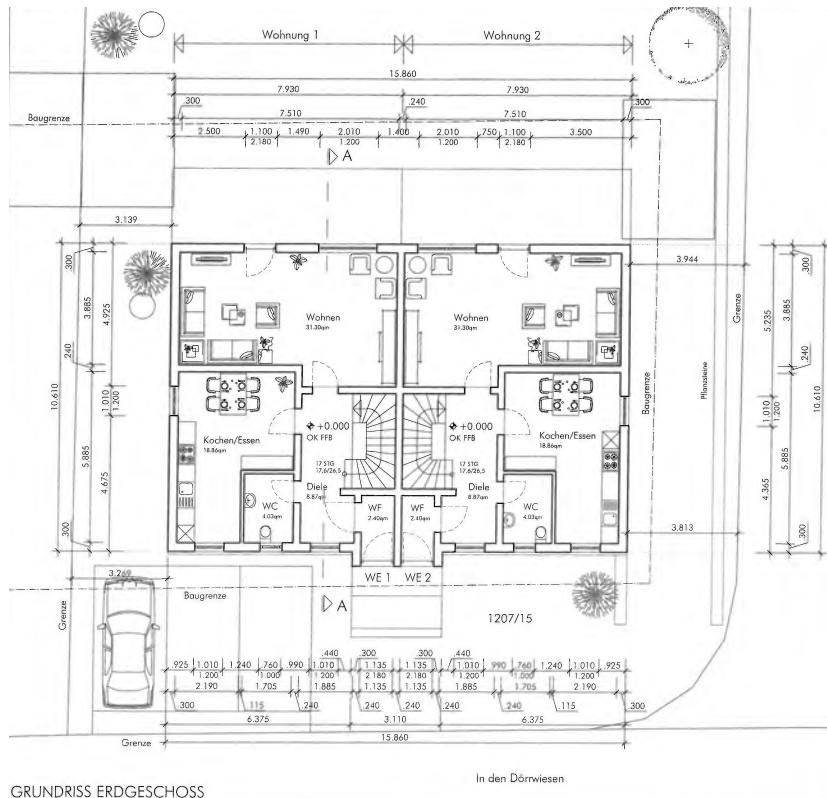 Wohnung 1
Wohnung 2
15.860
7.930
7.930
.300
.240
.300
Baugrenze
7.510
7.510
2.500
1.100
1.490
2.010
1.400
2.010
750
1.100
3.500
2.180
1.200
1.200
2.180
A
3.139
3.944
.300
.300
3.885
4.925
5.235
3.885
Grenze
Wohnen
31.30qm
Wohnen
31.30qm
.240
.240
10.610
1.010
1.200
Baugrenze
Pflanzsteine
1.010
1.200
10.610
Kochen/Essen
18.86qm
+0.000
OK FFB
+0.000
OK FFB
Kochen/Essen
18.86qm
5.885
4.675
17 STG
17,6/26,5
17 STG
17,6/26,5
4.365
5.885
WC
4.03qm
Diele
8.87qm
WF
2.40qm
WF
2.40qm
Diele
8.87qm
WC
4.03qm
.300
.300
3.813
3.269
WE 1
WE 2
Baugrenze
Grenze
A
1207/15
.440
.300
.300
.440
.925
1.010
1.240
.760
.990
1.010
1.135
1.135
1.010
990
760
1.240
1.010
.925
1.200
1.000
1.200
2.180
2.180
1.200
1.000
1.200
2.190
1.705
1.885
1.135
1.135
1.885
1.705
2.190
.300
.115
.240
.240
.240
.240
.240
.115
.300
6.375
3.110
6.375
Grenze
15.860
In den Dörrwiesen
GRUNDRISS ERDGESCHOSS